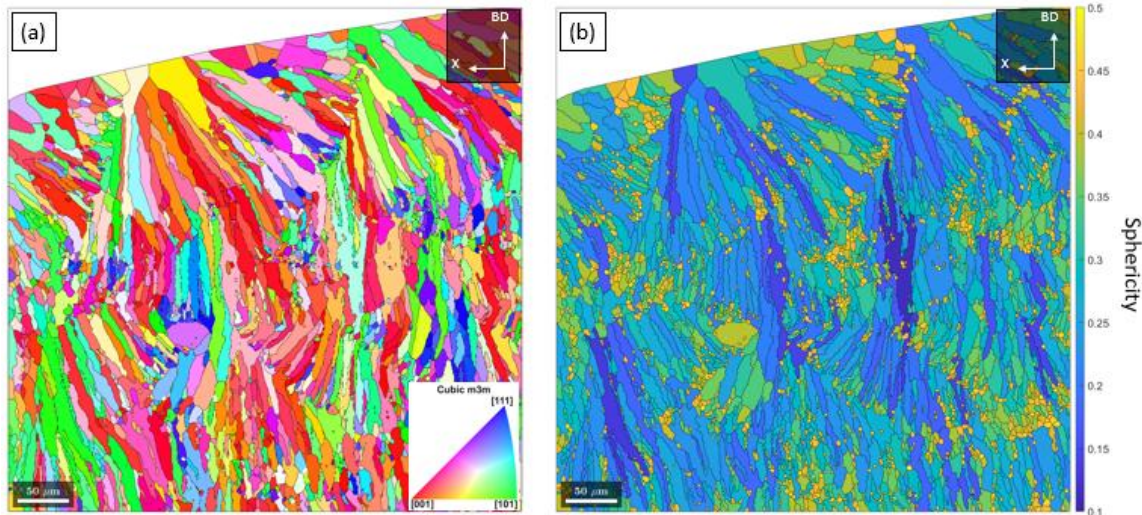 (a)
BD
X
Cubic m3m
[111]
[001]
[101]
50 μm
(b)
BD
X
50 μm
0.5
0.45
0.4
0.35
0.3
0.25
0.2
0.15
0.1
Sphericity